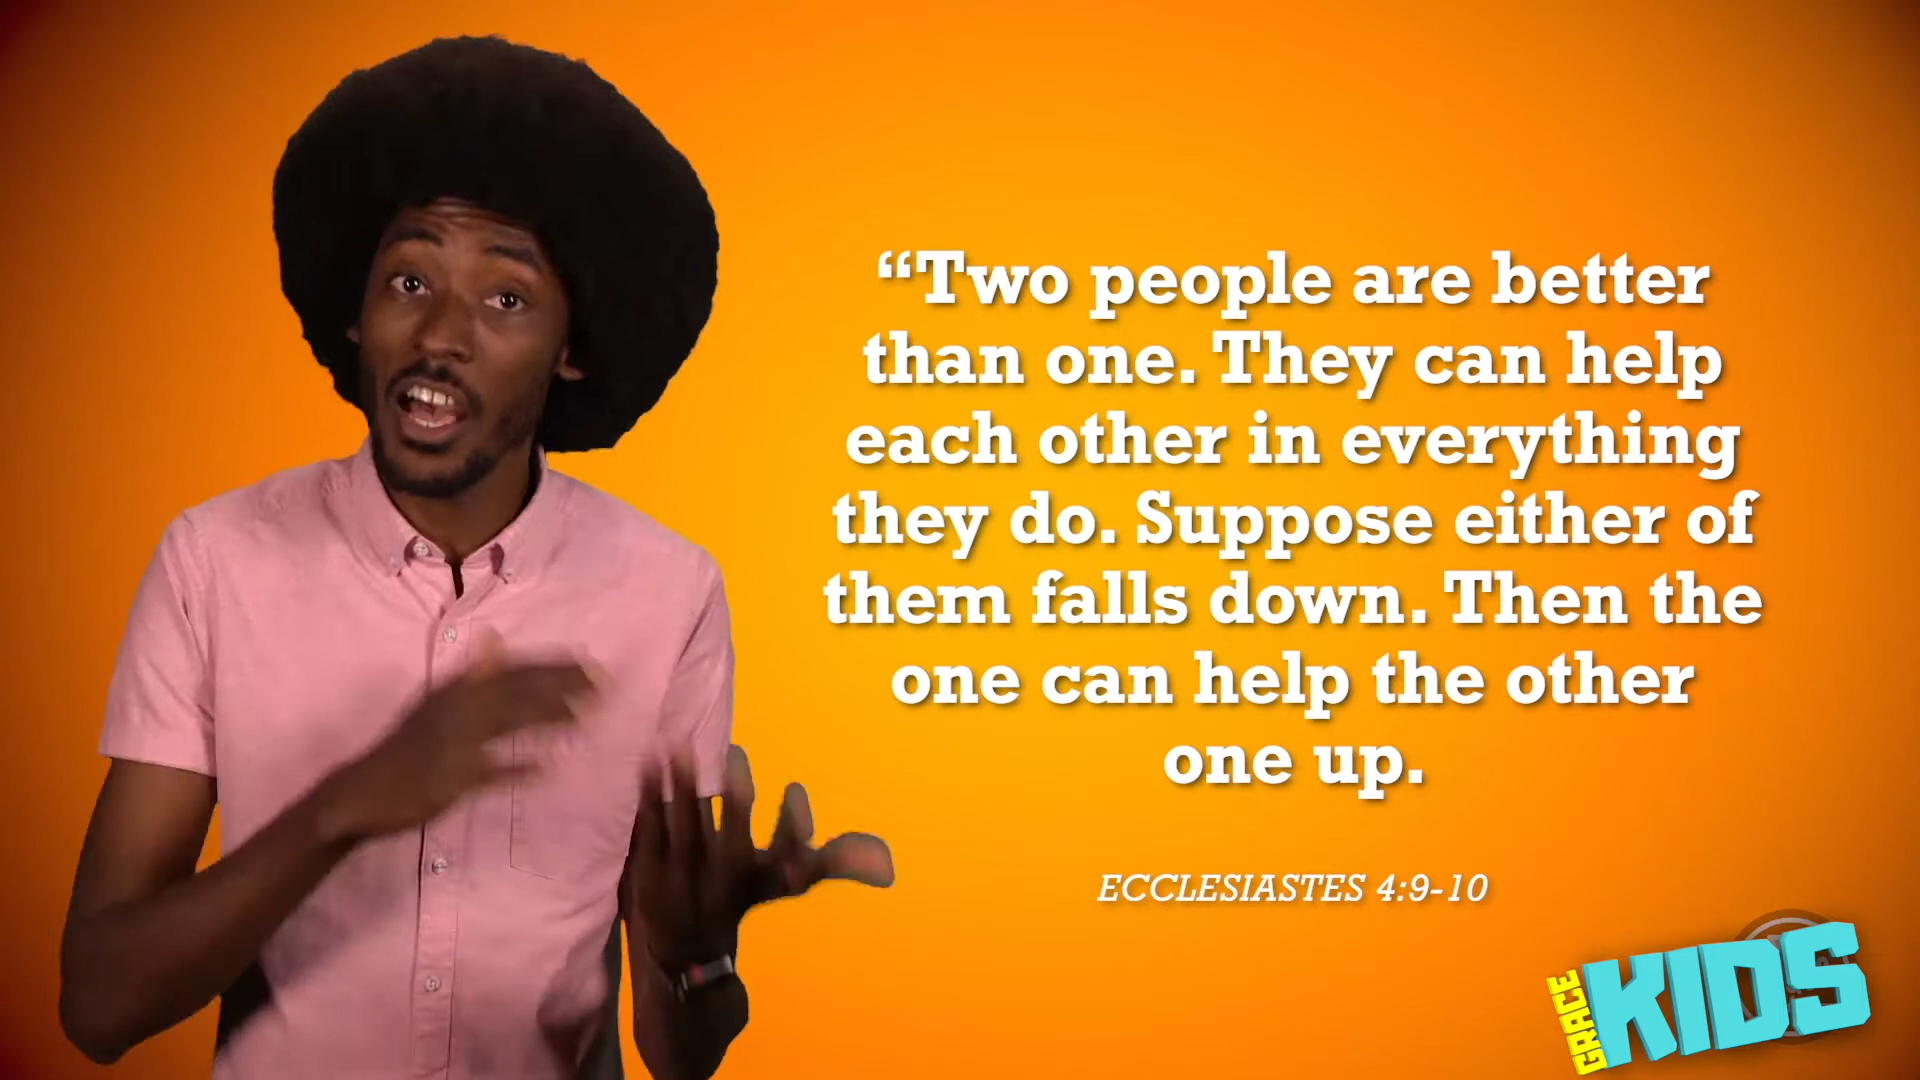 “Two people are better
than one. They can help
each other in everything
they do. Suppose either of
them falls down. Then the
one can help the other
one up.
ECCLESIASTES 4:9-10
GRACE
KIDS